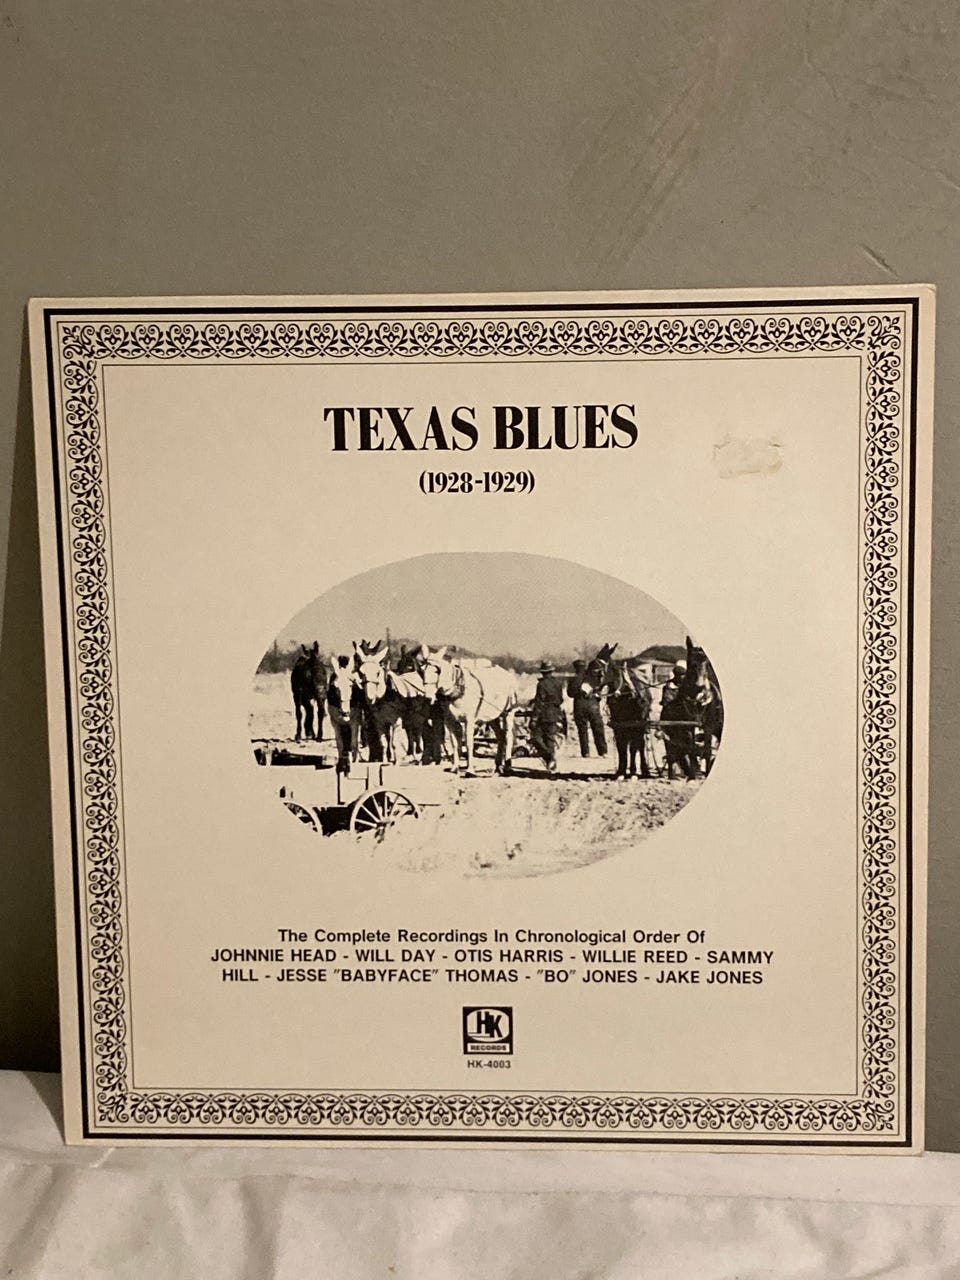 TEXAS BLUES
(1928-1929)
The Complete Recordings In Chronological Order Of
JOHNNIE HEAD - WILL DAY - OTIS HARRIS - WILLIE REED - SAMMY
HILL - JESSE "BABYFACE" THOMAS - "BO" JONES - JAKE JONES
HK
RECORDS
HK-4003